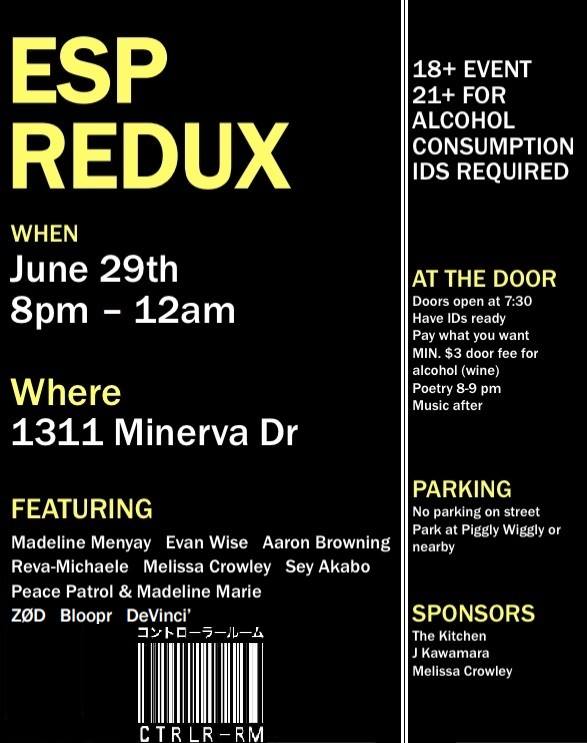 ESP
REDUX
WHEN
June 29th
8pm – 12am
Where
1311 Minerva Dr
FEATURING
Madeline Menyay   Evan Wise   Aaron Browning
Reva-Michaele   Melissa Crowley   Sey Akabo
Peace Patrol & Madeline Marie
ZØD   Bloopr   DeVinci’
コントローラールーム
CTRLR-RM
18+ EVENT
21+ FOR
ALCOHOL
CONSUMPTION
IDS REQUIRED
AT THE DOOR
Doors open at 7:30
Have IDs ready
Pay what you want
MIN. $3 door fee for
alcohol (wine)
Poetry 8-9 pm
Music after
PARKING
No parking on street
Park at Piggly Wiggly or
nearby
SPONSORS
The Kitchen
J Kawamara
Melissa Crowley